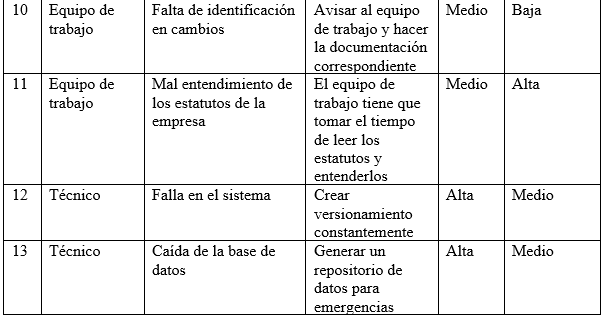 10 Equipo de Falta de identificación Avisar al equipo Medio Baja
trabajo en cambios de trabajo y hacer
la documentación
correspondiente
11 Equipo de Mal entendimiento de El equipo de Medio Alta
trabajo los estatutos de la trabajo tiene que
empresa tomar el tiempo
de leer los
estatutos y
entenderlos
12 Técnico Falla en el sistema Crear Alta Medio
versionamiento
constantemente
13 Técnico Caída de la base de Generar un Alta Medio
datos repositorio de
datos para
emergencias